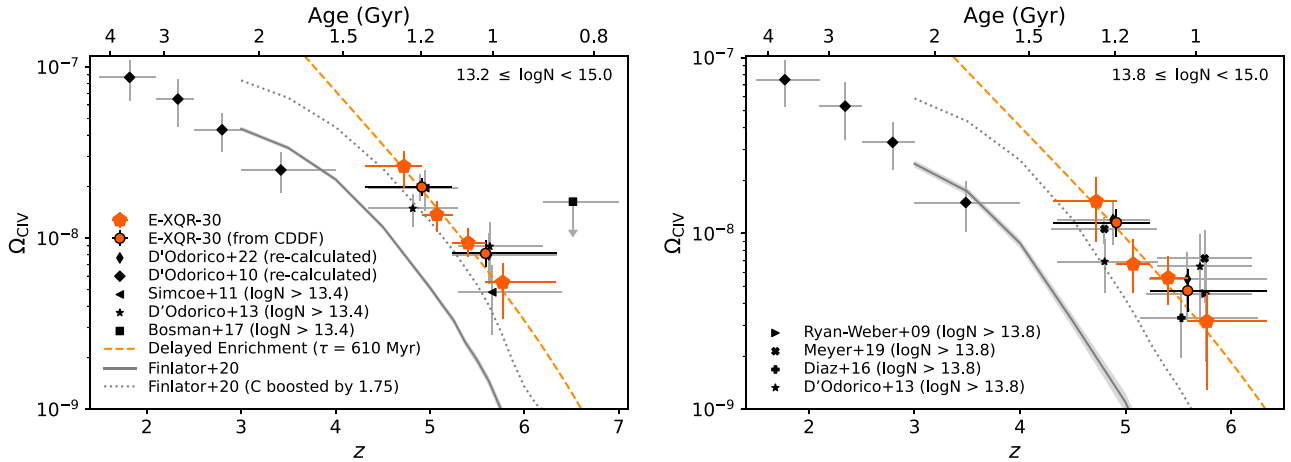 Age (Gyr)
4 3 2 1.5 1.2 1 0.8
13.2 ≤ logN < 15.0
10⁻⁷
10⁻⁸
10⁻⁹
Ω_CIV
E-XQR-30
E-XQR-30 (from CDDF)
D'Odorico+22 (re-calculated)
D'Odorico+10 (re-calculated)
Simcoe+11 (logN > 13.4)
D'Odorico+13 (logN > 13.4)
Bosman+17 (logN > 13.4)
Delayed Enrichment (τ = 610 Myr)
Finlator+20
Finlator+20 (C boosted by 1.75)
2 3 4 5 6 7
z
Age (Gyr)
4 3 2 1.5 1.2 1
13.8 ≤ logN < 15.0
10⁻⁷
10⁻⁸
10⁻⁹
Ω_CIV
Ryan-Weber+09 (logN > 13.8)
Meyer+19 (logN > 13.8)
Diaz+16 (logN > 13.8)
D'Odorico+13 (logN > 13.8)
2 3 4 5 6
z